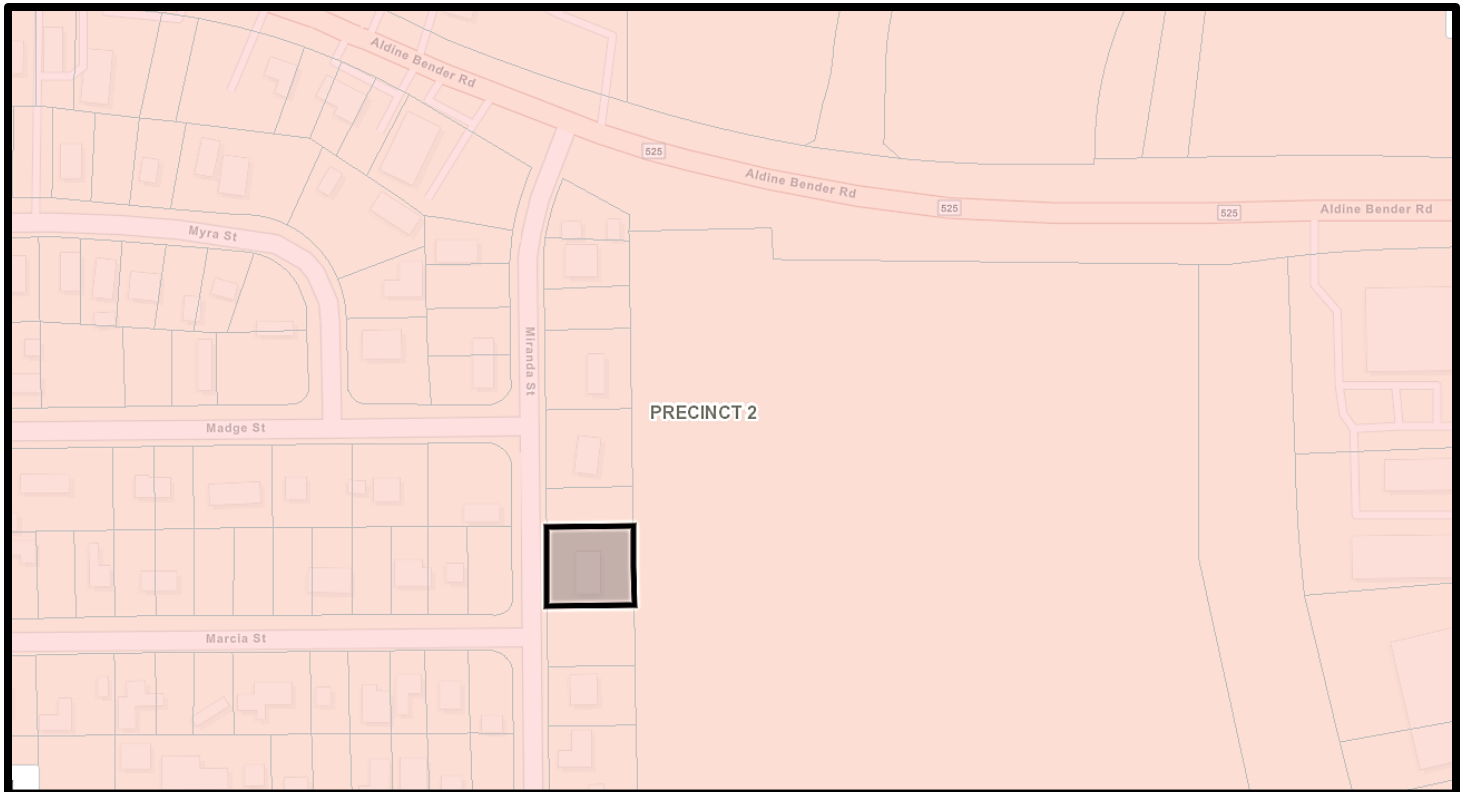 Aldine Bender Rd
525
Aldine Bender Rd
525
525
Aldine Bender Rd
Myra St
Miranda St
PRECINCT 2
Madge St
Marcia St